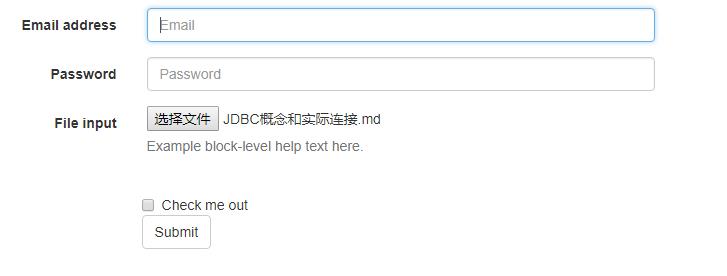 Email address Email
Password Password
File input 选择文件 JDBC概念和实际连接.md
Example block-level help text here.
Check me out
Submit